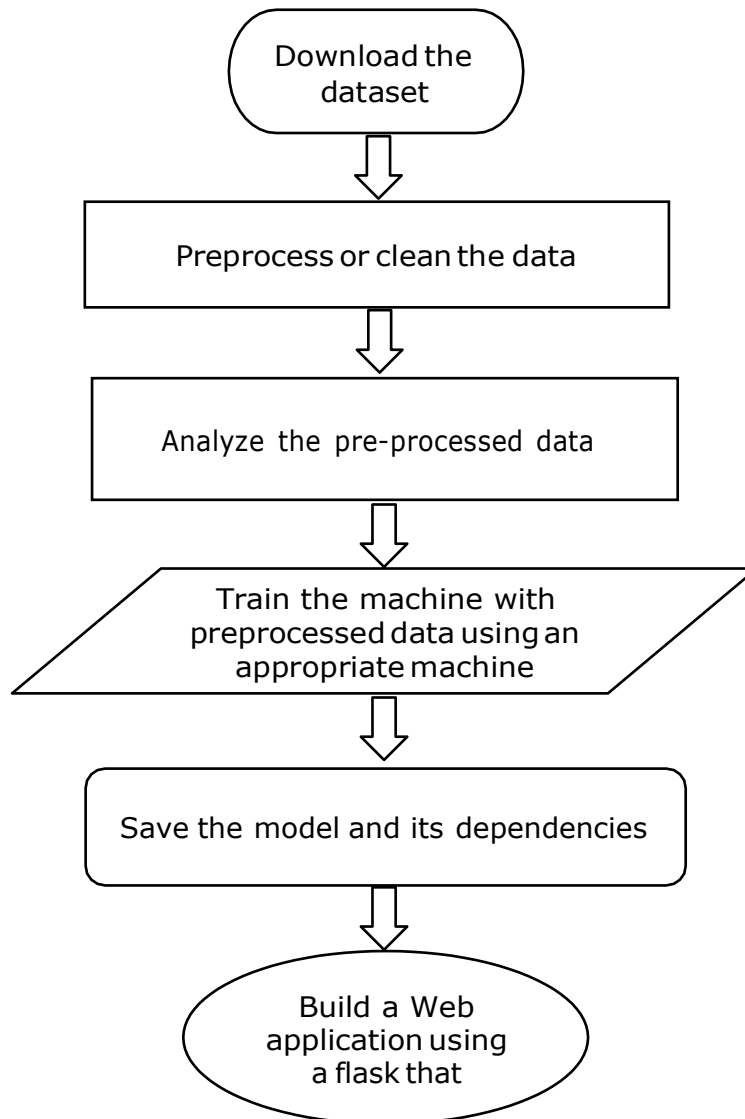 Download the
dataset
Preprocess or clean the data
Analyze the pre-processed data
Train the machine with
preprocessed data using an
appropriate machine
Save the model and its dependencies
Build a Web
application using
a flask that